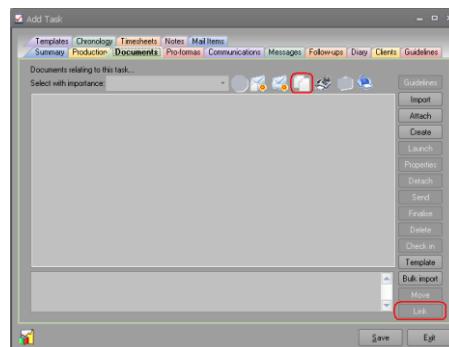 Add Task
Templates Chronology Timesheets Notes Mail Items
Summary Production Documents Pro-formas Communications Messages Follow-ups Diary Clients Guidelines
Documents relating to this task...
Select with importance:
Guidelines
Import
Attach
Create
Launch
Properties
Detach
Send
Finalise
Delete
Check in
Template
Bulk import
Move
Link
Save Exit